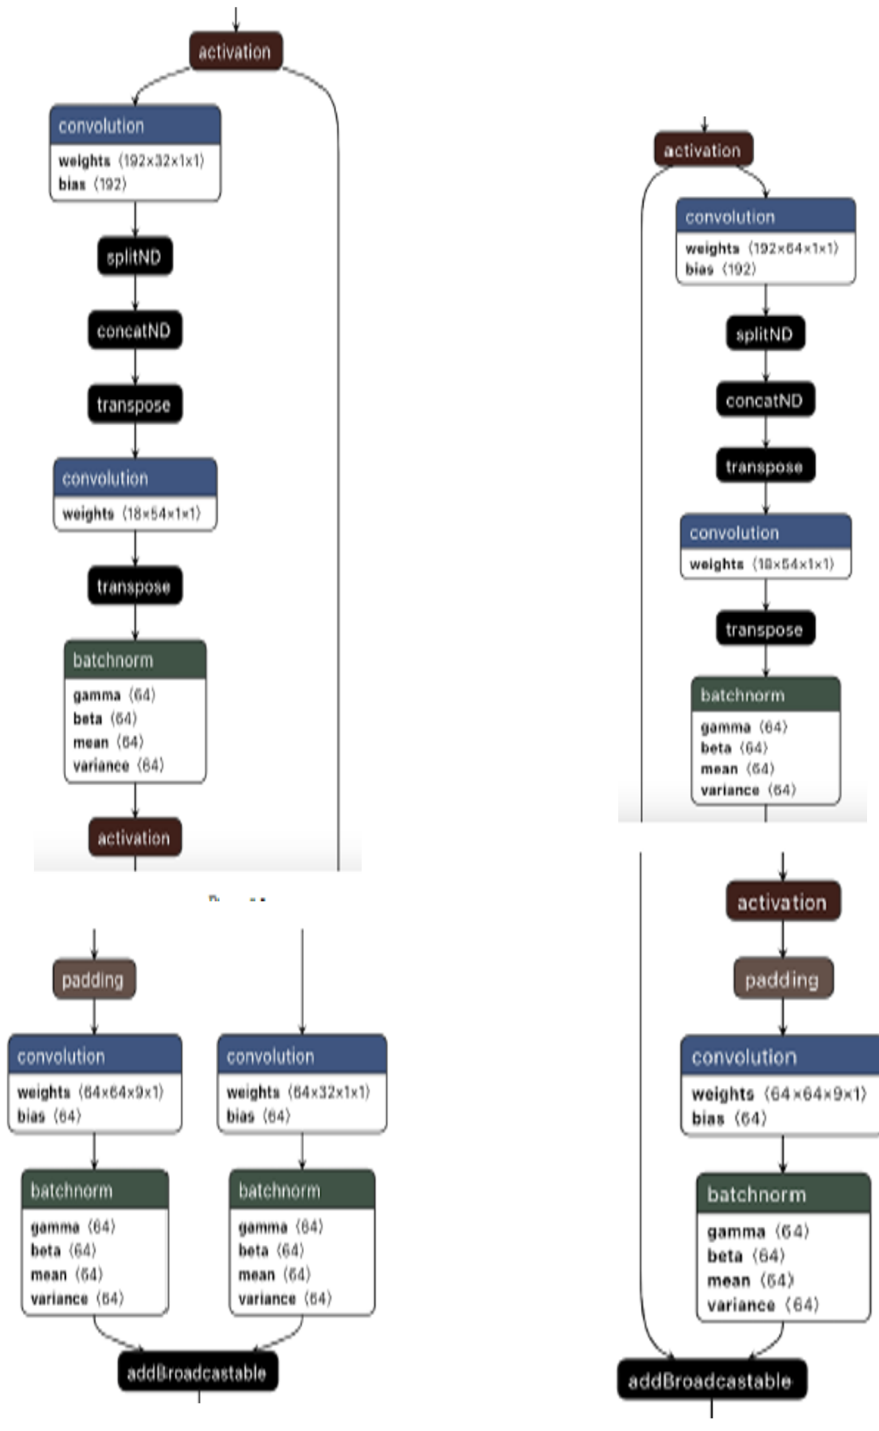 activation
convolution
weights ⟨192×32×1×1⟩
bias ⟨192⟩
splitND
concatND
transpose
convolution
weights ⟨18×54×1×1⟩
transpose
batchnorm
gamma ⟨64⟩
beta ⟨64⟩
mean ⟨64⟩
variance ⟨64⟩
activation
padding
convolution
weights ⟨64×64×9×1⟩
bias ⟨64⟩
batchnorm
gamma ⟨64⟩
beta ⟨64⟩
mean ⟨64⟩
variance ⟨64⟩
convolution
weights ⟨64×32×1×1⟩
bias ⟨64⟩
batchnorm
gamma ⟨64⟩
beta ⟨64⟩
mean ⟨64⟩
variance ⟨64⟩
addBroadcastable
activation
convolution
weights ⟨192×64×1×1⟩
bias ⟨192⟩
splitND
concatND
transpose
convolution
weights ⟨18×54×1×1⟩
transpose
batchnorm
gamma ⟨64⟩
beta ⟨64⟩
mean ⟨64⟩
variance ⟨64⟩
activation
padding
convolution
weights ⟨64×64×9×1⟩
bias ⟨64⟩
batchnorm
gamma ⟨64⟩
beta ⟨64⟩
mean ⟨64⟩
variance ⟨64⟩
addBroadcastable